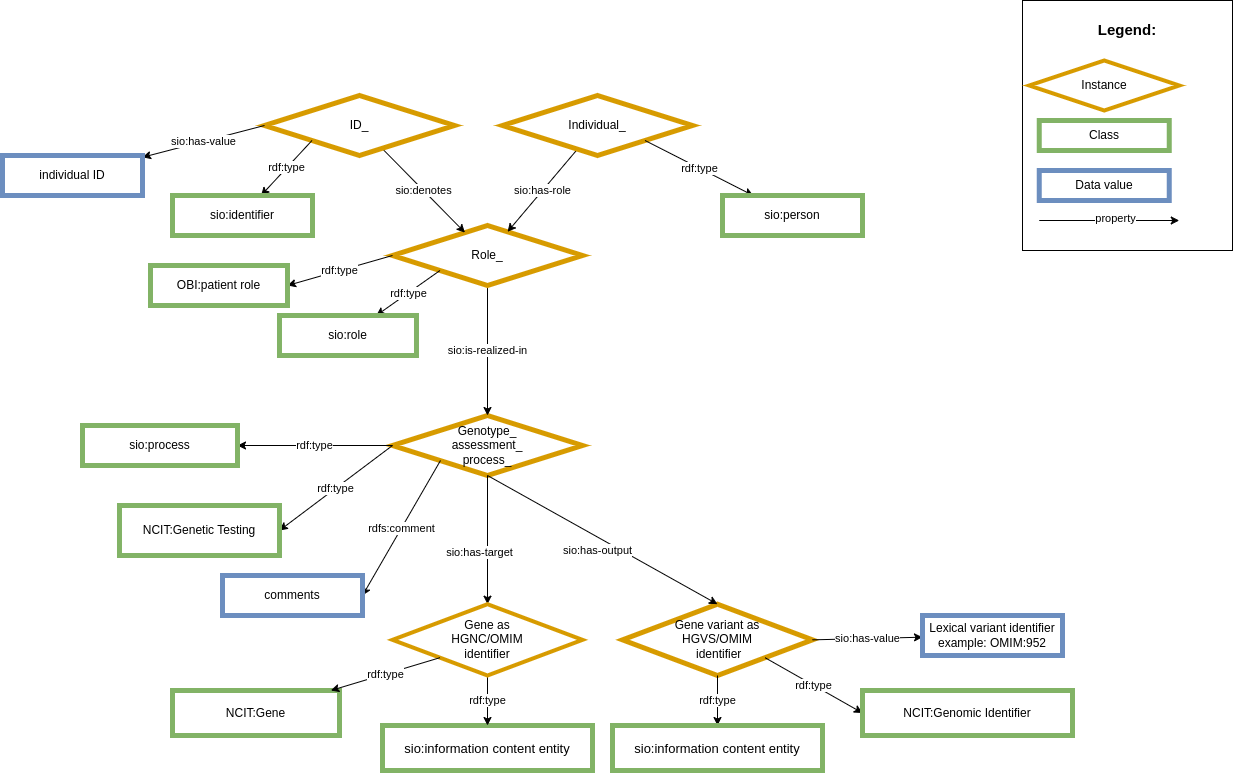 Legend:
Instance
Class
Data value
property
ID_
Individual_
sio:has-value
rdf:type
rdf:type
individual ID
sio:denotes
sio:has-role
sio:identifier
sio:person
Role_
rdf:type
OBI:patient role
rdf:type
sio:role
sio:is-realized-in
Genotype_
assessment_
process_
sio:process
rdf:type
rdf:type
NCIT:Genetic Testing
rdfs:comment
sio:has-target
sio:has-output
comments
Gene as
HGNC/OMIM
identifier
Gene variant as
HGVS/OMIM
identifier
sio:has-value
Lexical variant identifier
example: OMIM:952
rdf:type
rdf:type
rdf:type
rdf:type
NCIT:Gene
NCIT:Genomic Identifier
sio:information content entity
sio:information content entity